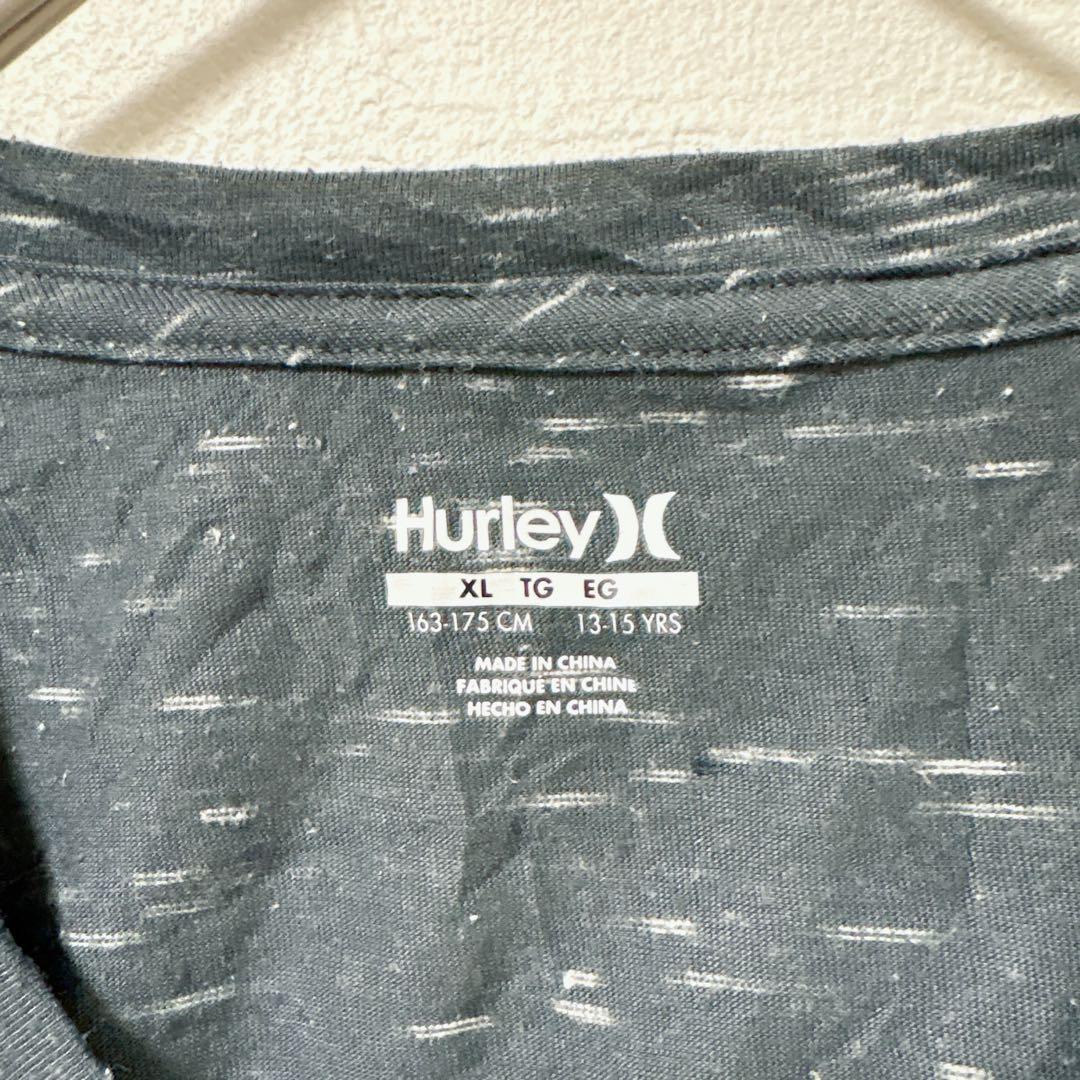 Hurley
XL TG EG
163-175 CM 13-15 YRS
MADE IN CHINA
FABRIQUÉ EN CHINE
HECHO EN CHINA